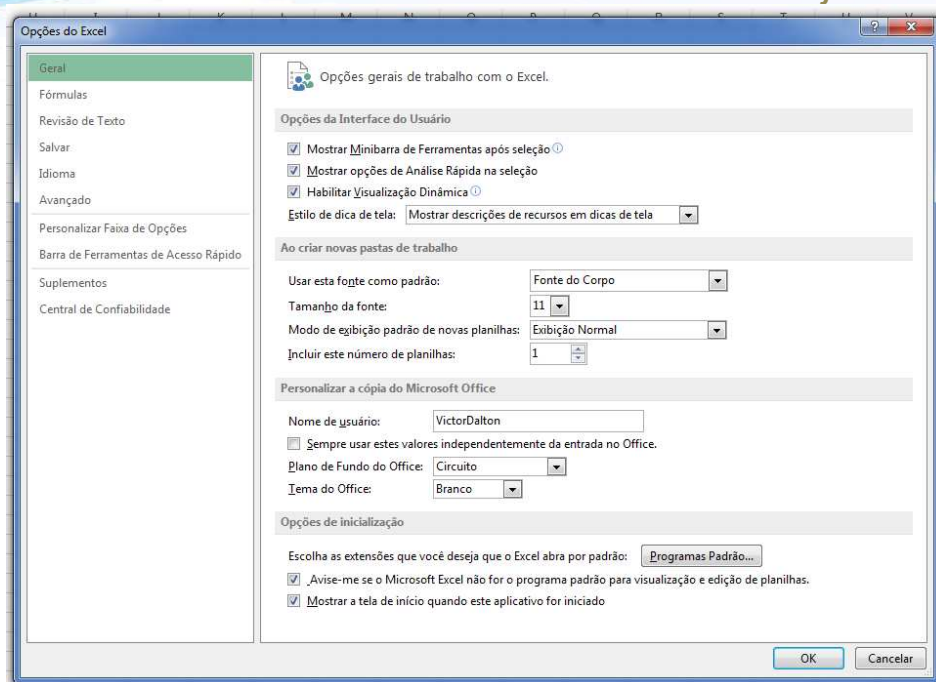 Opções do Excel
Geral
Fórmulas
Revisão de Texto
Salvar
Idioma
Avançado
Personalizar Faixa de Opções
Barra de Ferramentas de Acesso Rápido
Suplementos
Central de Confiabilidade
Opções gerais de trabalho com o Excel.
Opções da Interface do Usuário
Mostrar Minibarra de Ferramentas após seleção
Mostrar opções de Análise Rápida na seleção
Habilitar Visualização Dinâmica
Estilo de dica de tela: Mostrar descrições de recursos em dicas de tela
Ao criar novas pastas de trabalho
Usar esta fonte como padrão: Fonte do Corpo
Tamanho da fonte: 11
Modo de exibição padrão de novas planilhas: Exibição Normal
Incluir este número de planilhas: 1
Personalizar a cópia do Microsoft Office
Nome de usuário: VictorDalton
Sempre usar estes valores independentemente da entrada no Office.
Plano de Fundo do Office: Circuito
Tema do Office: Branco
Opções de inicialização
Escolha as extensões que você deseja que o Excel abra por padrão: Programas Padrão...
Avise-me se o Microsoft Excel não for o programa padrão para visualização e edição de planilhas.
Mostrar a tela de início quando este aplicativo for iniciado
OK Cancelar